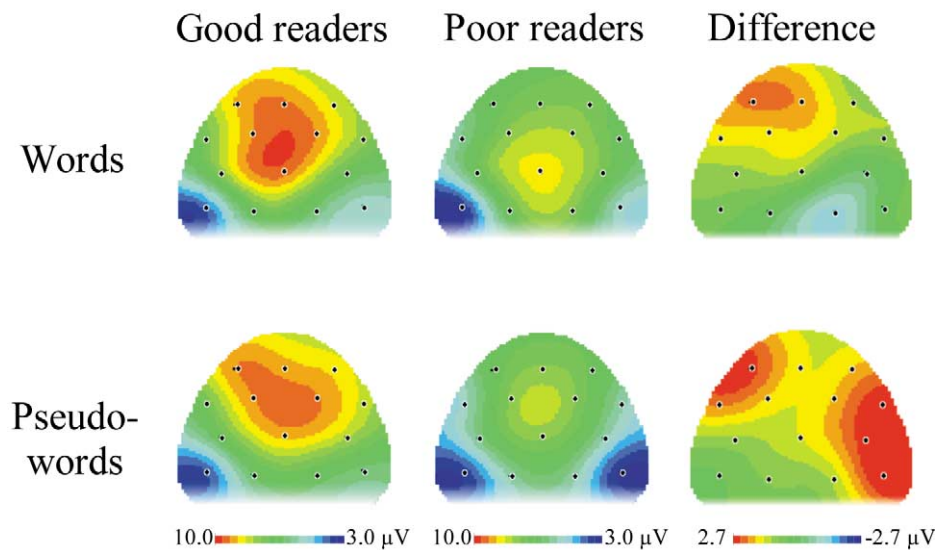 Good readers Poor readers Difference
Words
Pseudo-
words
10.0 3.0 µV 10.0 3.0 µV 2.7 -2.7 µV